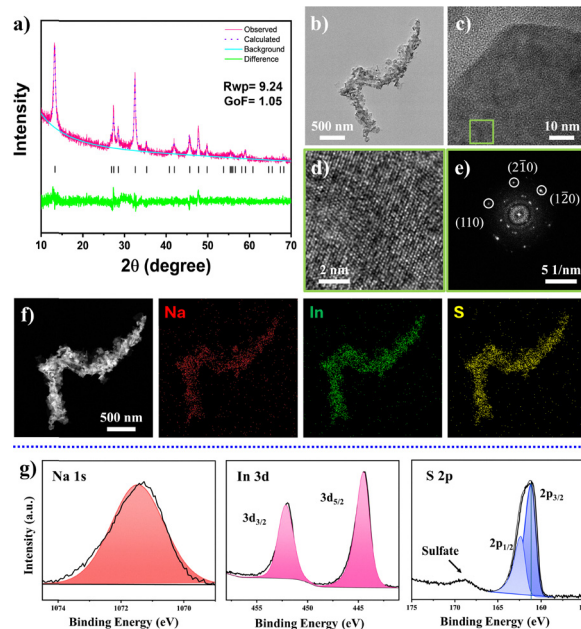 a)
Observed
Calculated
Background
Difference
Rwp= 9.24
GoF= 1.05
Intensity
10 20 30 40 50 60 70
2θ (degree)
b)
500 nm
c)
10 nm
d)
2 nm
e)
(21̄0)
(12̄0)
(110)
5 1/nm
f)
500 nm
Na
In
S
g)
Na 1s
Intensity (a.u.)
1074 1072 1070
Binding Energy (eV)
In 3d
3d3/2
3d5/2
455 450 445
Binding Energy (eV)
S 2p
2p3/2
2p1/2
Sulfate
175 170 165 160
Binding Energy (eV)